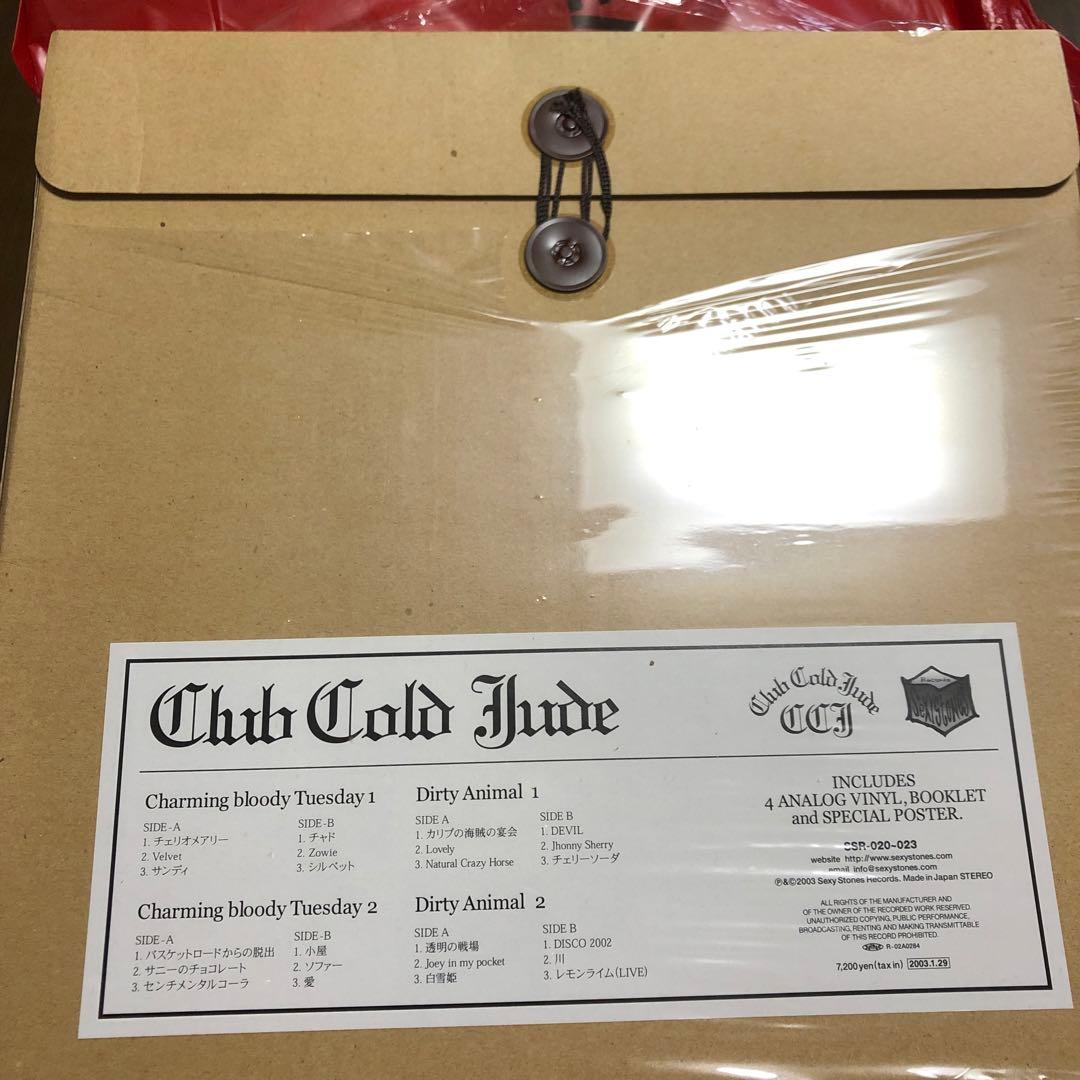 Club Cold Jude
Club Cold Jude
CCJ
Records
SEXYSTONES
Charming bloody Tuesday 1
SIDE-A
1. チェリオメアリー
2. Velvet
3. サンディ
SIDE-B
1. チャド
2. Zowie
3. シルベット
Dirty Animal 1
SIDE A
1. カリブの海賊の宴会
2. Lovely
3. Natural Crazy Horse
SIDE B
1. DEVIL
2. Jhonny Sherry
3. チェリーソーダ
Charming bloody Tuesday 2
SIDE-A
1. バスケットロードからの脱出
2. サニーのチョコレート
3. センチメンタルコーラ
SIDE-B
1. 小屋
2. ソファー
3. 愛
Dirty Animal 2
SIDE A
1. 透明の戦場
2. Joey in my pocket
3. 白雪姫
SIDE B
1. DISCO 2002
2. 川
3. レモンライム(LIVE)
INCLUDES
4 ANALOG VINYL, BOOKLET
and SPECIAL POSTER.
SSR-020~023
website http://www.sexystones.com
email info@sexystones.com
℗&©2003 Sexy Stones Records. Made in Japan STEREO
ALL RIGHTS OF THE MANUFACTURER AND
OF THE OWNER OF THE RECORDED WORK RESERVED.
UNAUTHORIZED COPYING, PUBLIC PERFORMANCE,
BROADCASTING, RENTING AND MAKING TRANSMITTABLE
OF THIS RECORD PROHIBITED.
R-02A0284
7,200yen(tax in) 2003.1.29